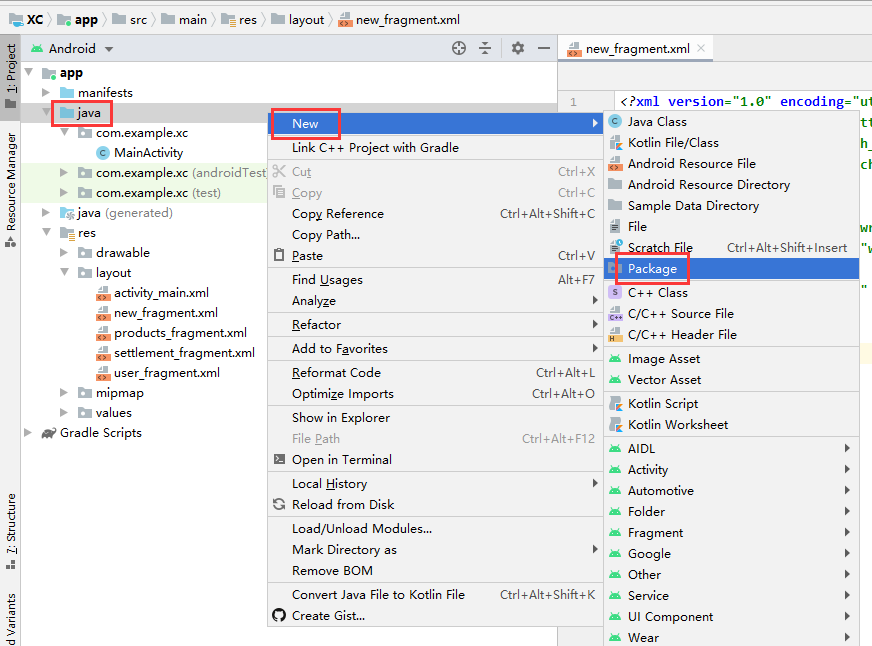 XC app src main res layout new_fragment.xml
1: Project
Resource Manager
7: Structure
Android
app
manifests
java
com.example.xc
MainActivity
com.example.xc (androidTest
com.example.xc (test)
java (generated)
res
drawable
layout
activity_main.xml
new_fragment.xml
products_fragment.xml
settlement_fragment.xml
user_fragment.xml
mipmap
values
Gradle Scripts
New
Link C++ Project with Gradle
Cut Ctrl+X
Copy Ctrl+C
Copy Reference Ctrl+Alt+Shift+C
Copy Path...
Paste Ctrl+V
Find Usages Alt+F7
Analyze
Refactor
Add to Favorites
Reformat Code Ctrl+Alt+L
Optimize Imports Ctrl+Alt+O
Show in Explorer
File Path Ctrl+Alt+F12
Open in Terminal
Local History
Reload from Disk
Load/Unload Modules...
Mark Directory as
Remove BOM
Convert Java File to Kotlin File Ctrl+Alt+Shift+K
Create Gist...
new_fragment.xml
1 <?xml version="1.0" encoding="ut
Java Class
Kotlin File/Class
Android Resource File
Android Resource Directory
Sample Data Directory
File
Scratch File Ctrl+Alt+Shift+Insert
Package
C++ Class
C/C++ Source File
C/C++ Header File
Image Asset
Vector Asset
Kotlin Script
Kotlin Worksheet
AIDL
Activity
Automotive
Folder
Fragment
Google
Other
Service
UI Component
Wear